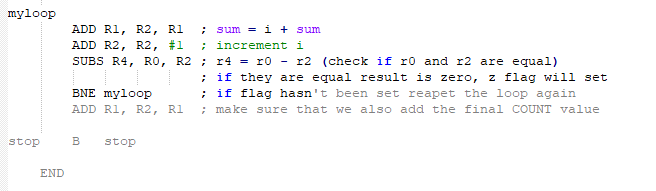 myloop
ADD R1, R2, R1 ; sum = i + sum
ADD R2, R2, #1 ; increment i
SUBS R4, R0, R2 ; r4 = r0 - r2 (check if r0 and r2 are equal)
; if they are equal result is zero, z flag will set
BNE myloop ; if flag hasn't been set reapet the loop again
ADD R1, R2, R1 ; make sure that we also add the final COUNT value
stop B stop
END